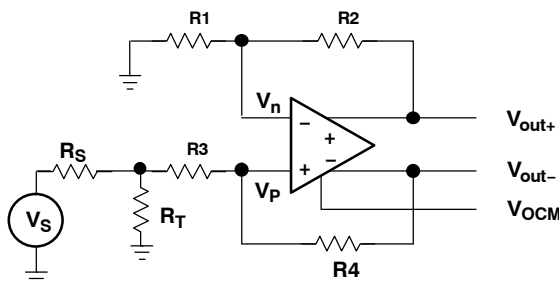 R1
R2
Vn
−
+
Vout+
RS
R3
+
−
Vout−
VP
VS
RT
VOCM
R4